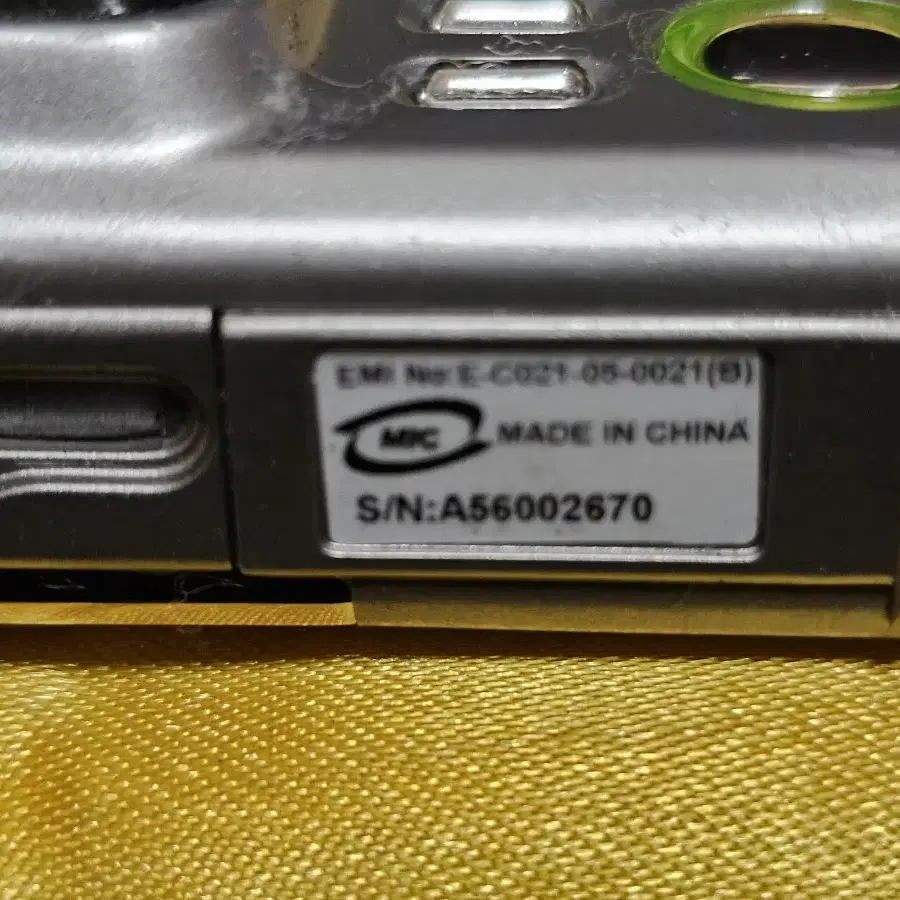 EMI No:E-C021-05-0021(B)
MIC MADE IN CHINA
S/N:A56002670